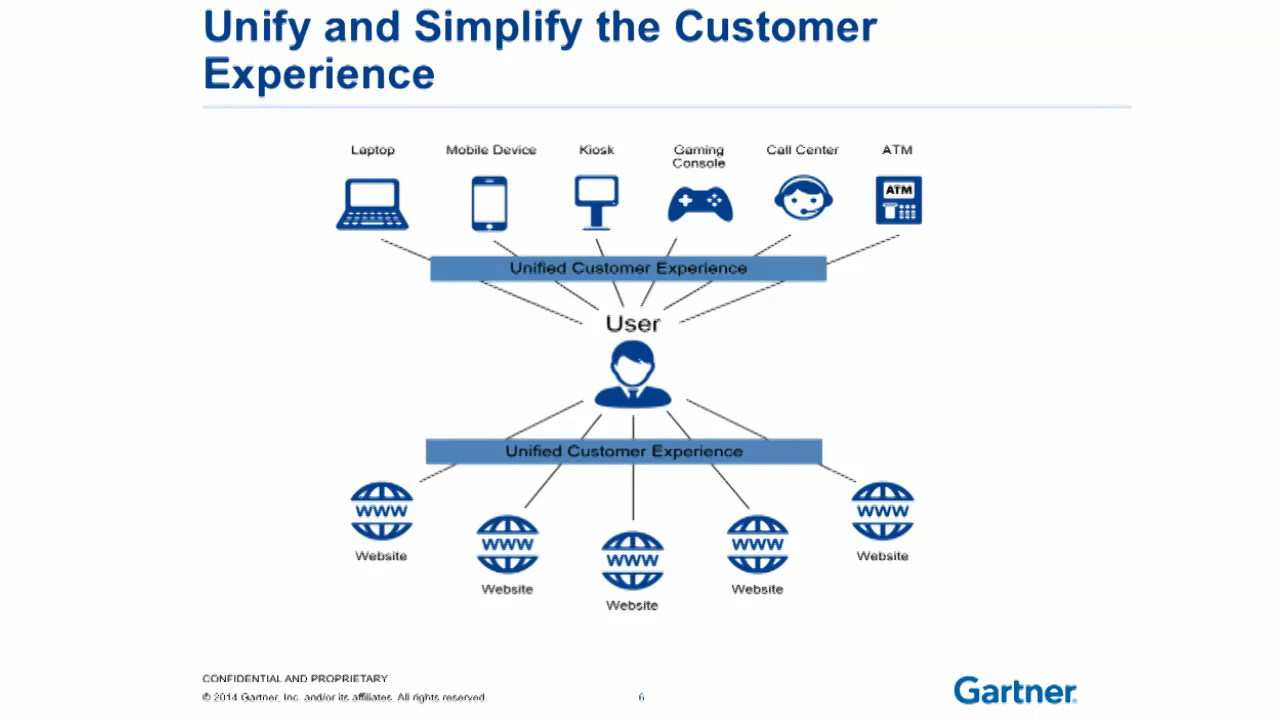 Unify and Simplify the Customer
Experience
Laptop
Mobile Device
Kiosk
Gaming
Console
Call Center
ATM
ATM
Unified Customer Experience
User
Unified Customer Experience
WWW
Website
WWW
Website
WWW
Website
WWW
Website
WWW
Website
CONFIDENTIAL AND PROPRIETARY
© 2014 Gartner, Inc. and/or its affiliates. All rights reserved.
6
Gartner